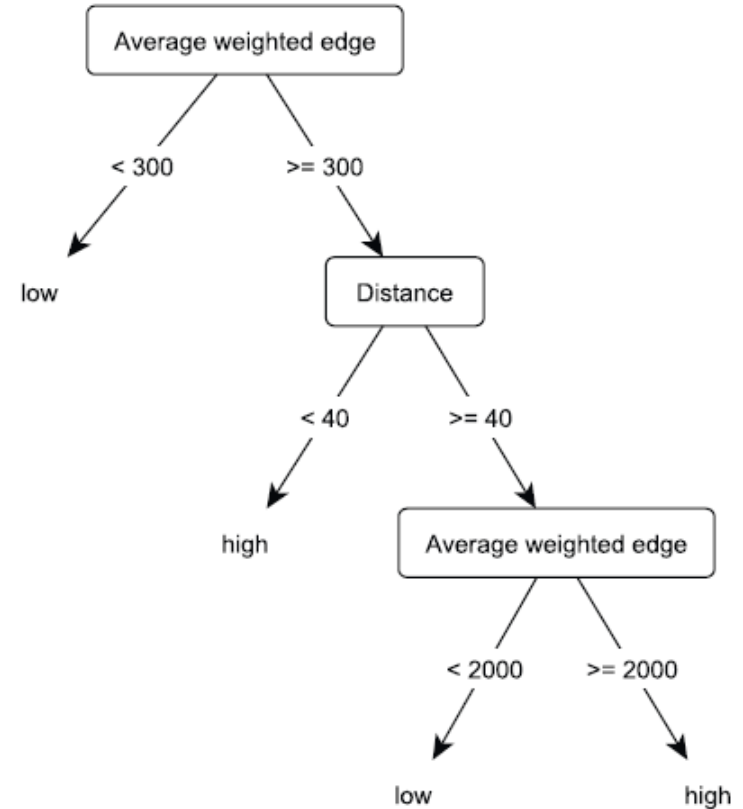 Average weighted edge
< 300
>= 300
low
Distance
< 40
>= 40
high
Average weighted edge
< 2000
>= 2000
low
high